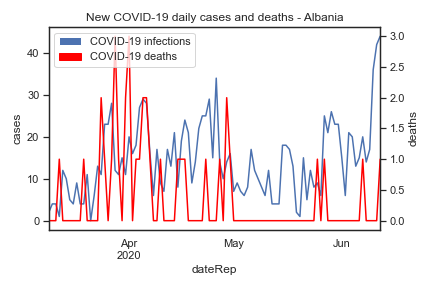 New COVID-19 daily cases and deaths - Albania
COVID-19 infections
COVID-19 deaths
cases
40
30
20
10
0
3.0
2.5
2.0
1.5
1.0
0.5
0.0
deaths
Apr
2020
May
Jun
dateRep